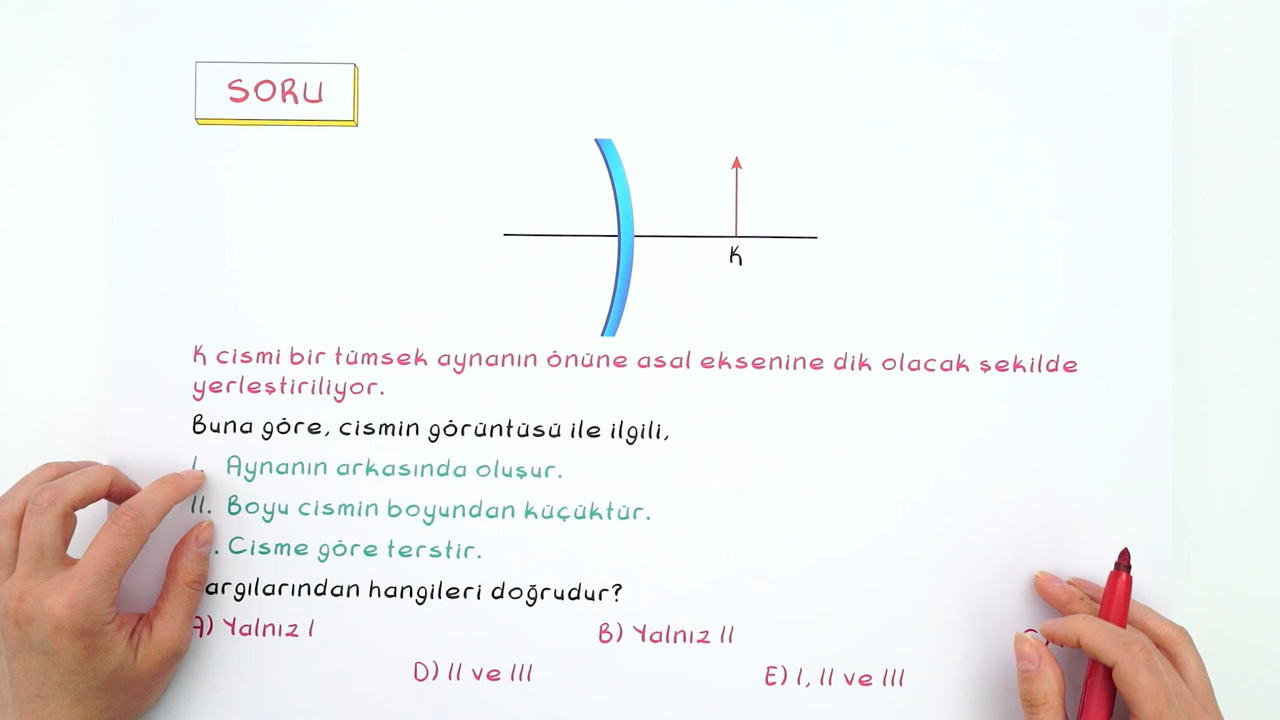 SORU
K
K cismi bir tümsek aynanın önüne asal eksenine dik olacak şekilde
yerleştiriliyor.
Buna göre, cismin görüntüsü ile ilgili,
I. Aynanın arkasında oluşur.
II. Boyu cismin boyundan küçüktür.
. Cisme göre terstir.
argılarından hangileri doğrudur?
A) Yalnız I B) Yalnız II
D) II ve III E) I, II ve III